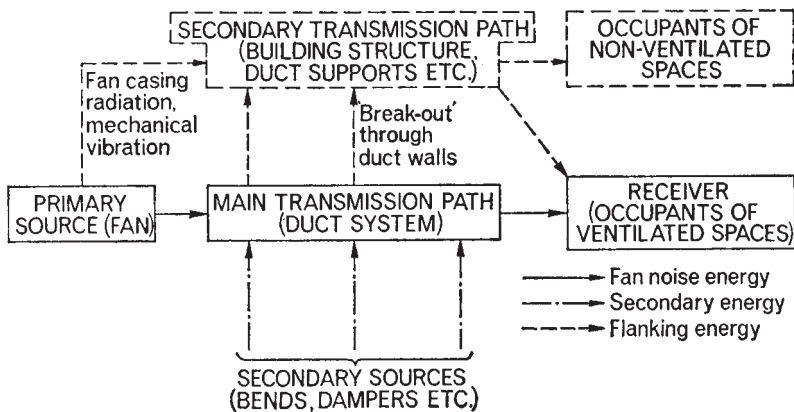 SECONDARY TRANSMISSION PATH
(BUILDING STRUCTURE,
DUCT SUPPORTS ETC.)
OCCUPANTS OF
NON-VENTILATED
SPACES
Fan casing
radiation,
mechanical
vibration
'Break-out'
through
duct walls
PRIMARY
SOURCE (FAN)
MAIN TRANSMISSION PATH
(DUCT SYSTEM)
RECEIVER
(OCCUPANTS OF
VENTILATED SPACES)
Fan noise energy
Secondary energy
Flanking energy
SECONDARY SOURCES
(BENDS, DAMPERS ETC.)